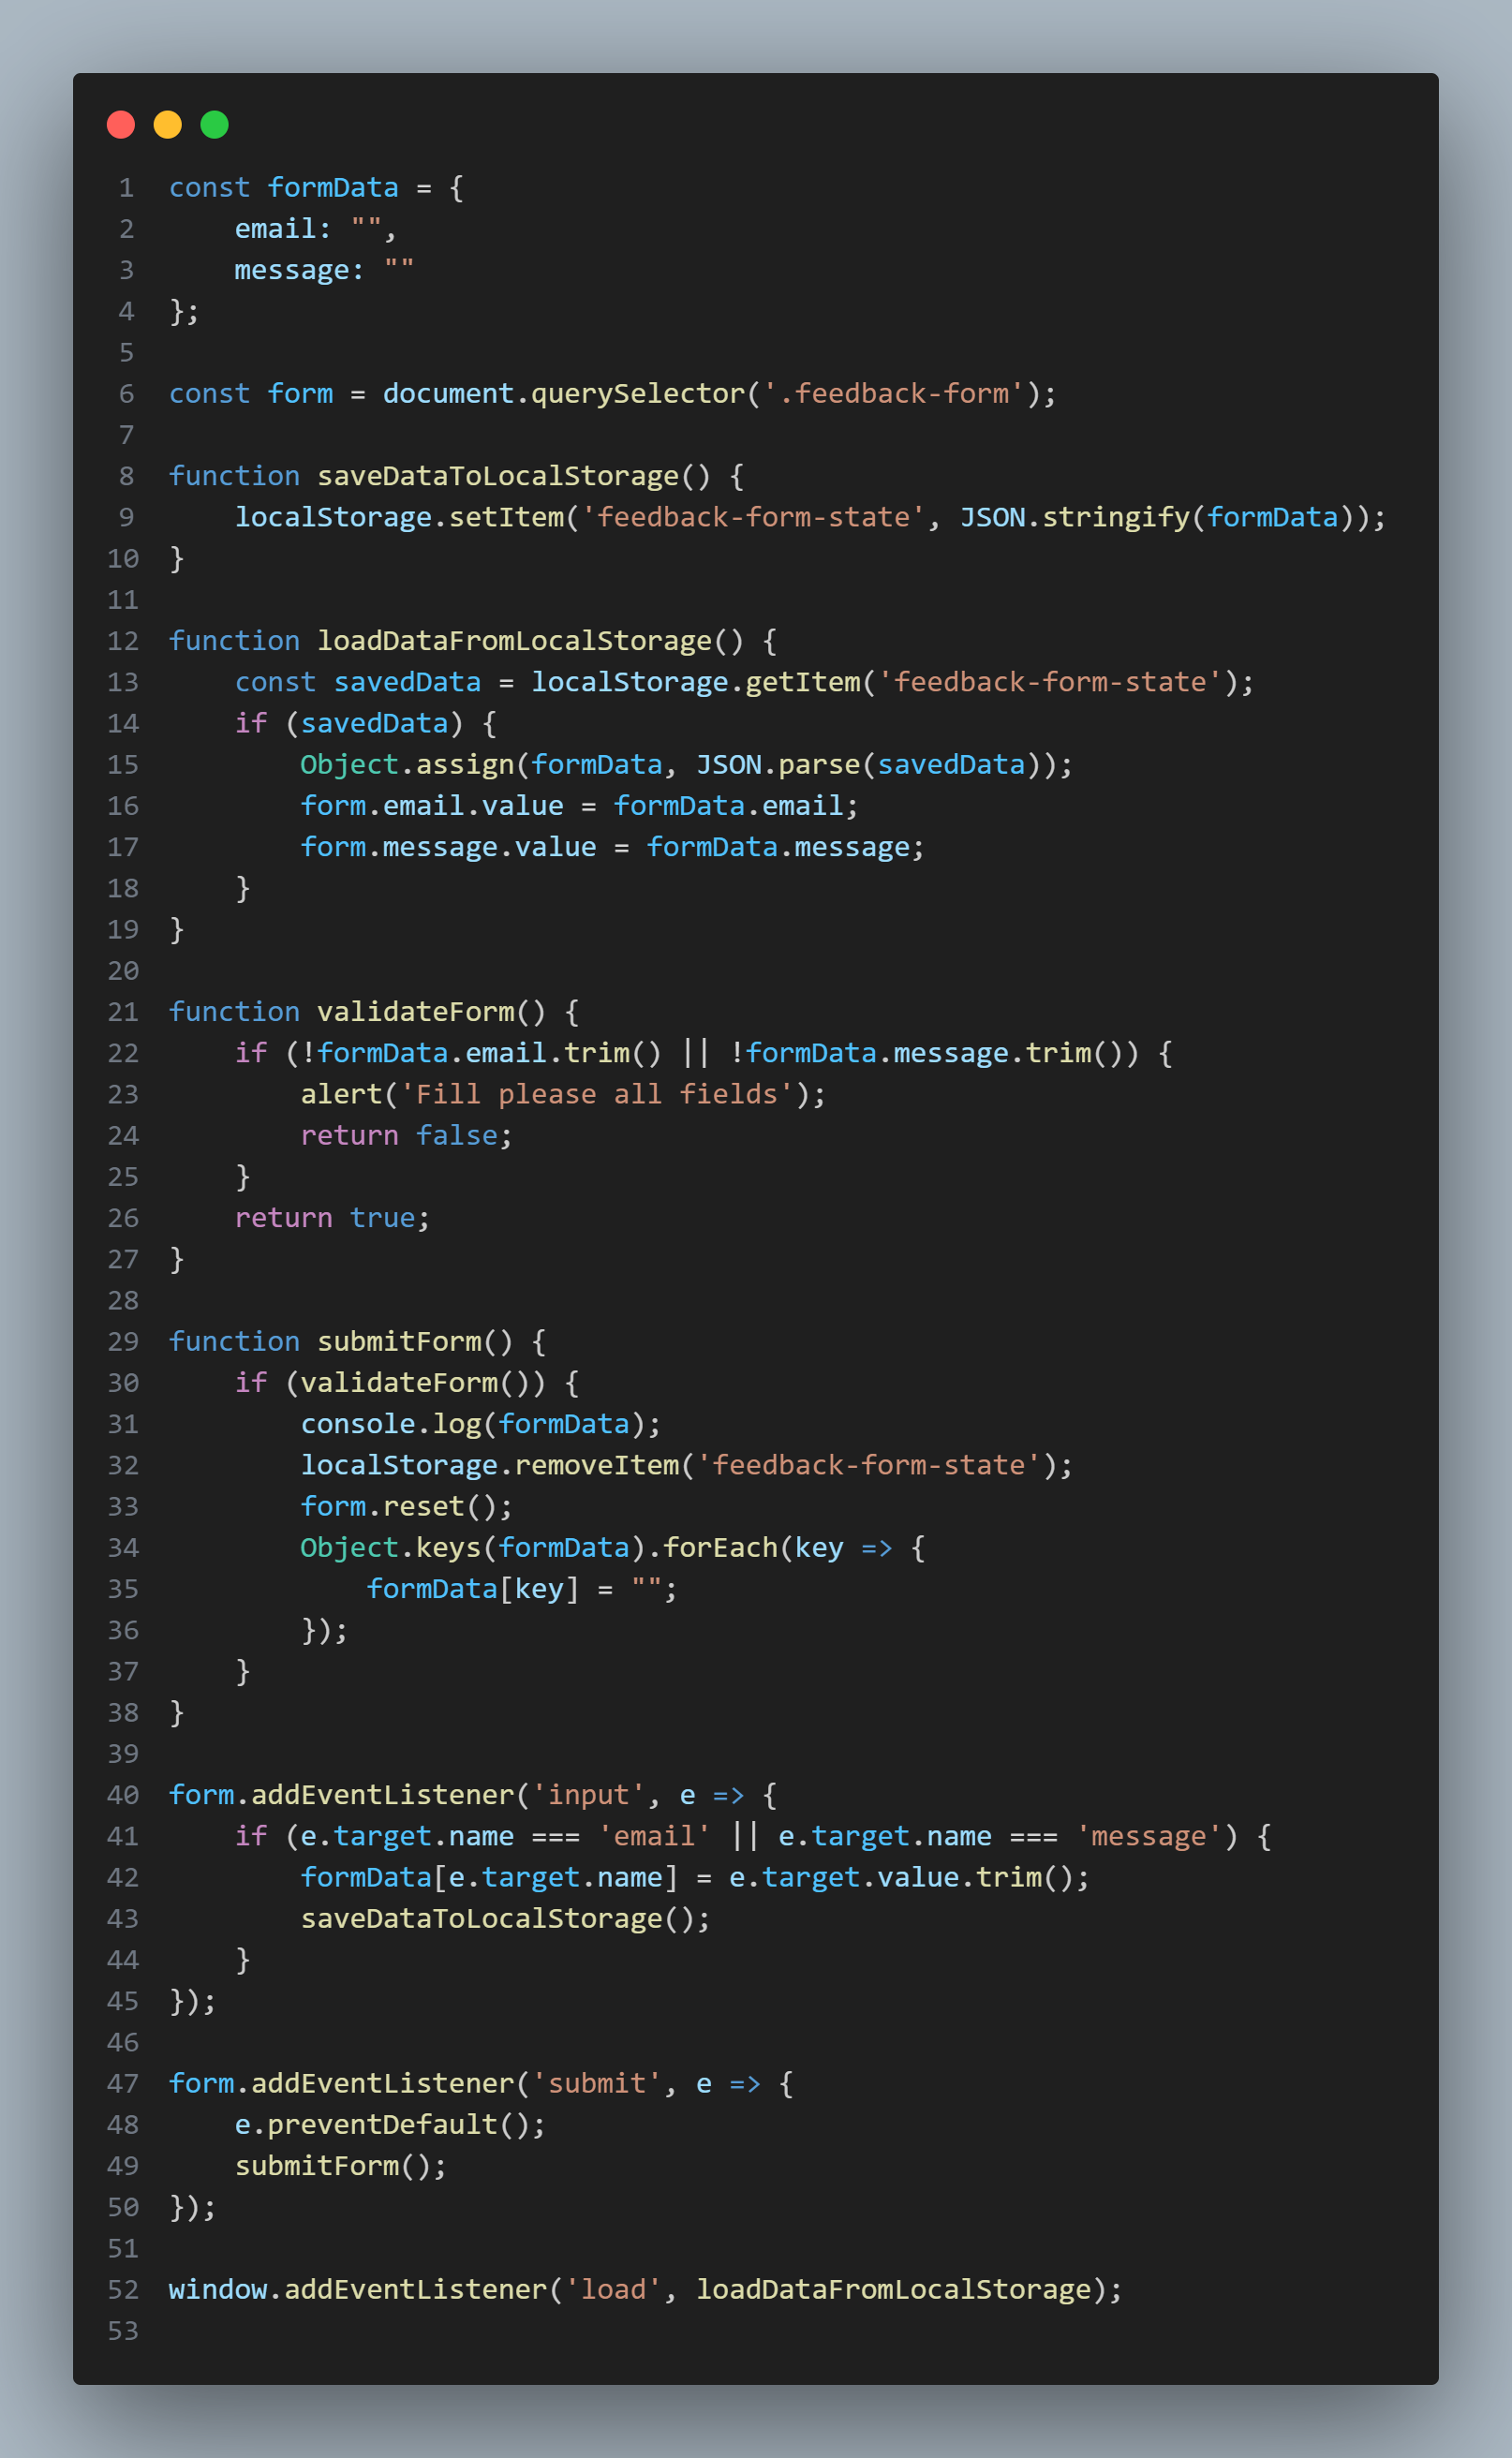 1 const formData = {
2     email: "",
3     message: ""
4 };
5
6 const form = document.querySelector('.feedback-form');
7
8 function saveDataToLocalStorage() {
9     localStorage.setItem('feedback-form-state', JSON.stringify(formData));
10 }
11
12 function loadDataFromLocalStorage() {
13     const savedData = localStorage.getItem('feedback-form-state');
14     if (savedData) {
15         Object.assign(formData, JSON.parse(savedData));
16         form.email.value = formData.email;
17         form.message.value = formData.message;
18     }
19 }
20
21 function validateForm() {
22     if (!formData.email.trim() || !formData.message.trim()) {
23         alert('Fill please all fields');
24         return false;
25     }
26     return true;
27 }
28
29 function submitForm() {
30     if (validateForm()) {
31         console.log(formData);
32         localStorage.removeItem('feedback-form-state');
33         form.reset();
34         Object.keys(formData).forEach(key => {
35             formData[key] = "";
36         });
37     }
38 }
39
40 form.addEventListener('input', e => {
41     if (e.target.name === 'email' || e.target.name === 'message') {
42         formData[e.target.name] = e.target.value.trim();
43         saveDataToLocalStorage();
44     }
45 });
46
47 form.addEventListener('submit', e => {
48     e.preventDefault();
49     submitForm();
50 });
51
52 window.addEventListener('load', loadDataFromLocalStorage);
53